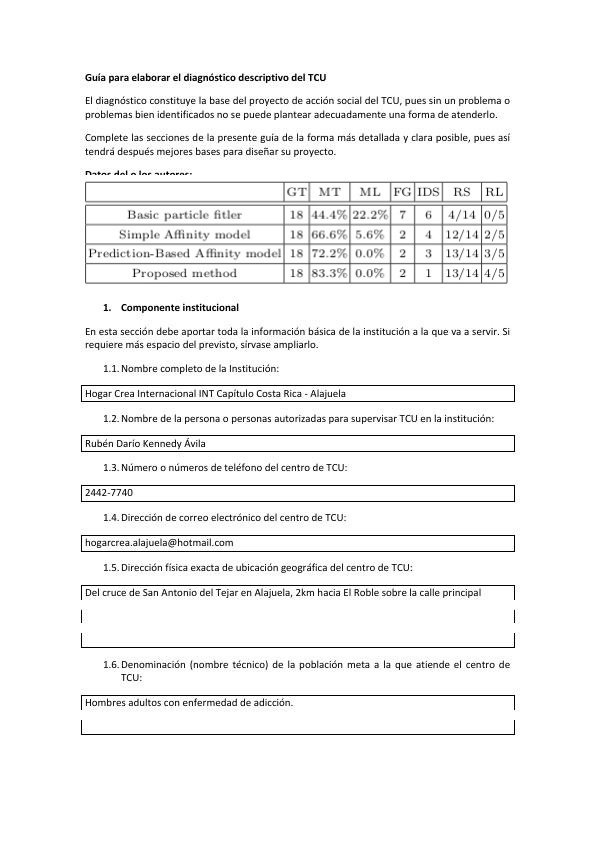 Guía para elaborar el diagnóstico descriptivo del TCU
El diagnóstico constituye la base del proyecto de acción social del TCU, pues sin un problema o
problemas bien identificados no se puede plantear adecuadamente una forma de atenderlo.
Complete las secciones de la presente guía de la forma más detallada y clara posible, pues así
tendrá después mejores bases para diseñar su proyecto.
Datos del o los autores:
GT MT ML FG IDS RS RL
Basic particle fitler 18 44.4% 22.2% 7 6 4/14 0/5
Simple Affinity model 18 66.6% 5.6% 2 4 12/14 2/5
Prediction-Based Affinity model 18 72.2% 0.0% 2 3 13/14 3/5
Proposed method 18 83.3% 0.0% 2 1 13/14 4/5
1. Componente institucional
En esta sección debe aportar toda la información básica de la institución a la que va a servir. Si
requiere más espacio del previsto, sírvase ampliarlo.
1.1. Nombre completo de la Institución:
Hogar Crea Internacional INT Capítulo Costa Rica - Alajuela
1.2. Nombre de la persona o personas autorizadas para supervisar TCU en la institución:
Rubén Darío Kennedy Ávila
1.3. Número o números de teléfono del centro de TCU:
2442-7740
1.4. Dirección de correo electrónico del centro de TCU:
hogarcrea.alajuela@hotmail.com
1.5. Dirección física exacta de ubicación geográfica del centro de TCU:
Del cruce de San Antonio del Tejar en Alajuela, 2km hacia El Roble sobre la calle principal
1.6. Denominación (nombre técnico) de la población meta a la que atiende el centro de
TCU:
Hombres adultos con enfermedad de adicción.